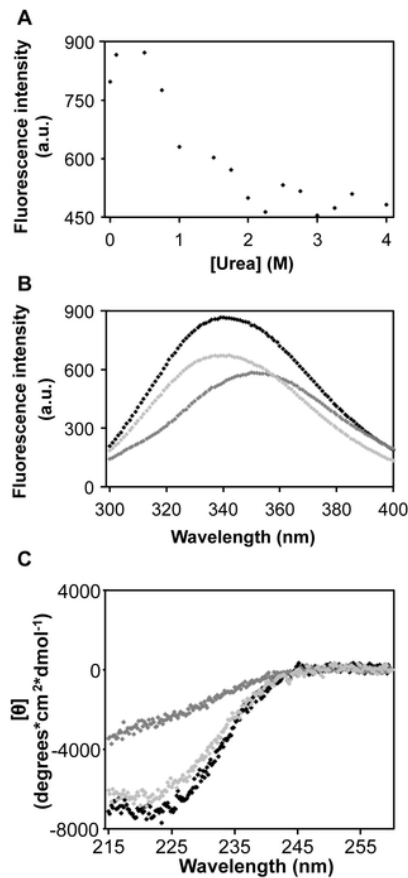 A
900
750
600
450
Fluorescence intensity
(a.u.)
0 1 2 3 4
[Urea] (M)
B
900
600
300
0
Fluorescence intensity
(a.u.)
300 320 340 360 380 400
Wavelength (nm)
C
4000
0
-4000
-8000
[θ]
(degrees*cm²*dmol⁻¹)
215 225 235 245 255
Wavelength (nm)